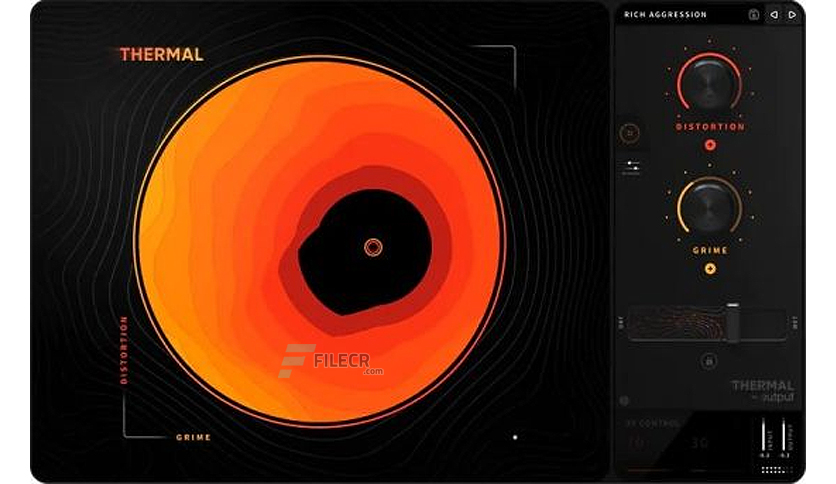 RICH AGGRESSION
THERMAL
DISTORTION
GRIME
DISTORTION
GRIME
DRY
WET
FILECR
.com
THERMAL
by output
XY CONTROL
70
30
INPUT
OUTPUT